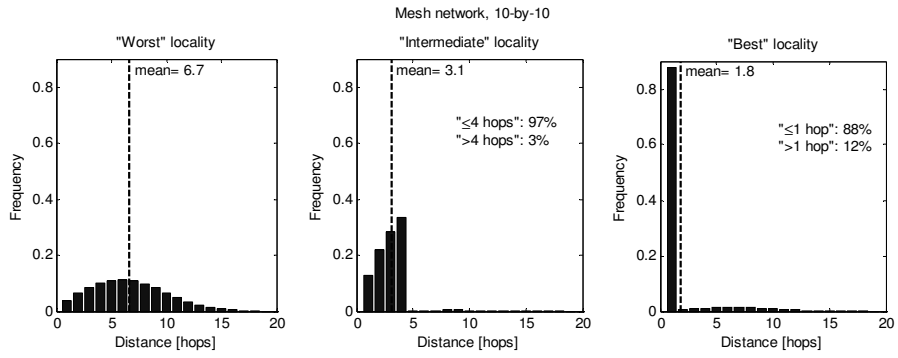 Mesh network, 10-by-10
"Worst" locality
mean= 6.7
Frequency
0.8
0.6
0.4
0.2
0
0 5 10 15 20
Distance [hops]
"Intermediate" locality
mean= 3.1
"≤4 hops": 97%
">4 hops": 3%
Frequency
0.8
0.6
0.4
0.2
0
0 5 10 15 20
Distance [hops]
"Best" locality
mean= 1.8
"≤1 hop": 88%
">1 hop": 12%
Frequency
0.8
0.6
0.4
0.2
0
0 5 10 15 20
Distance [hops]